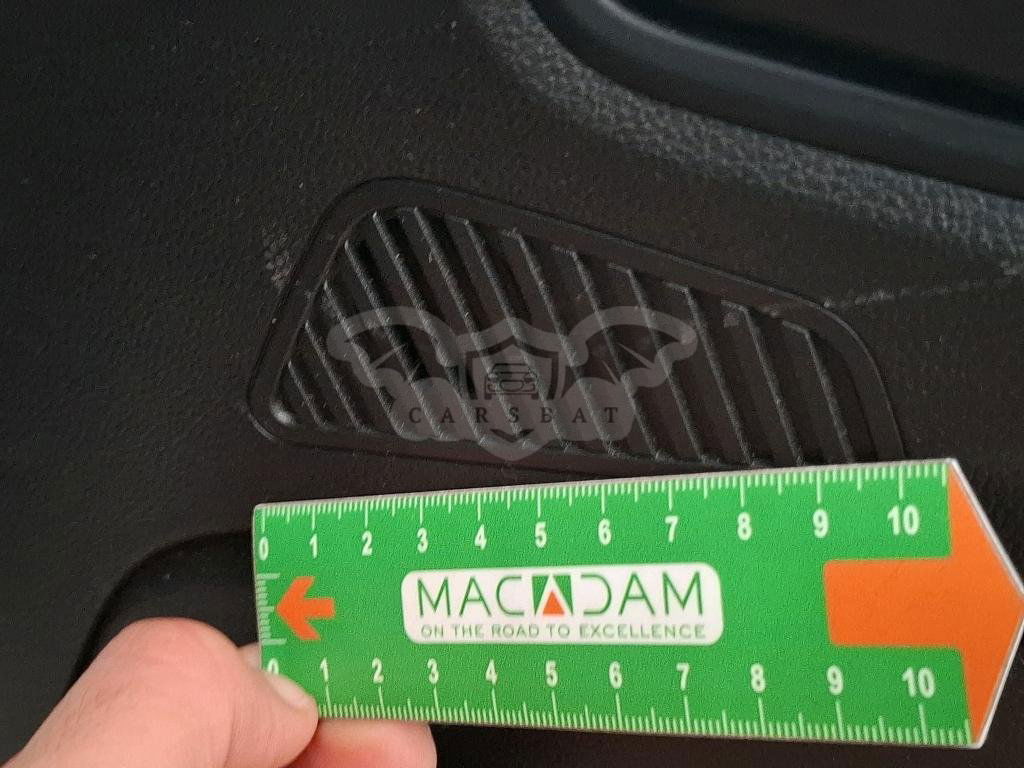 CARSEAT
0 1 2 3 4 5 6 7 8 9 10
MACADAM
ON THE ROAD TO EXCELLENCE
0 1 2 3 4 5 6 7 8 9 10